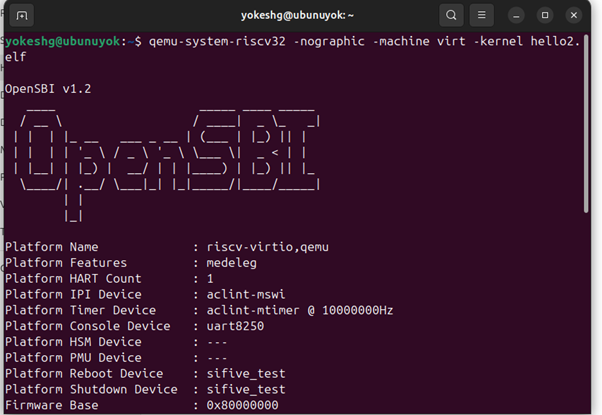 yokeshg@ubunuyok: ~
yokeshg@ubunuyok:~$ qemu-system-riscv32 -nographic -machine virt -kernel hello2.
elf
OpenSBI v1.2
OpenSBI
Platform Name : riscv-virtio,qemu
Platform Features : medeleg
Platform HART Count : 1
Platform IPI Device : aclint-mswi
Platform Timer Device : aclint-mtimer @ 10000000Hz
Platform Console Device : uart8250
Platform HSM Device : ---
Platform PMU Device : ---
Platform Reboot Device : sifive_test
Platform Shutdown Device : sifive_test
Firmware Base : 0x80000000